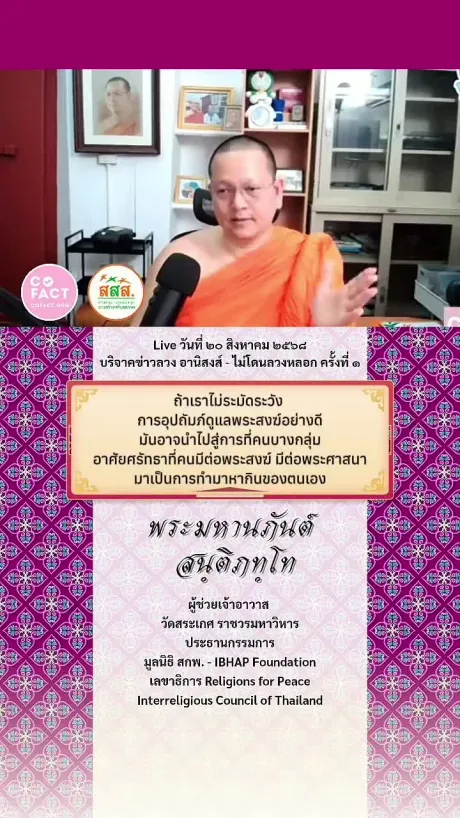 CO
FACT
cofact.org
สสส.
Live วันที่ ๒๐ สิงหาคม ๒๕๖๘
บริจาคข่าวลวง อานิสงส์ - ไม่โดนลวงหลอก ครั้งที่ ๑
ถ้าเราไม่ระมัดระวัง
การอุปถัมภ์ดูแลพระสงฆ์อย่างดี
มันอาจนำไปสู่การที่คนบางกลุ่ม
อาศัยศรัทธาที่คนมีต่อพระสงฆ์ มีต่อพระศาสนา
มาเป็นการทำมาหากินของตนเอง
พระมหานภันต์
สนฺติภทฺโท
ผู้ช่วยเจ้าอาวาส
วัดสระเกศ ราชวรมหาวิหาร
ประธานกรรมการ
มูลนิธิ สกพ. - IBHAP Foundation
เลขาธิการ Religions for Peace
Interreligious Council of Thailand